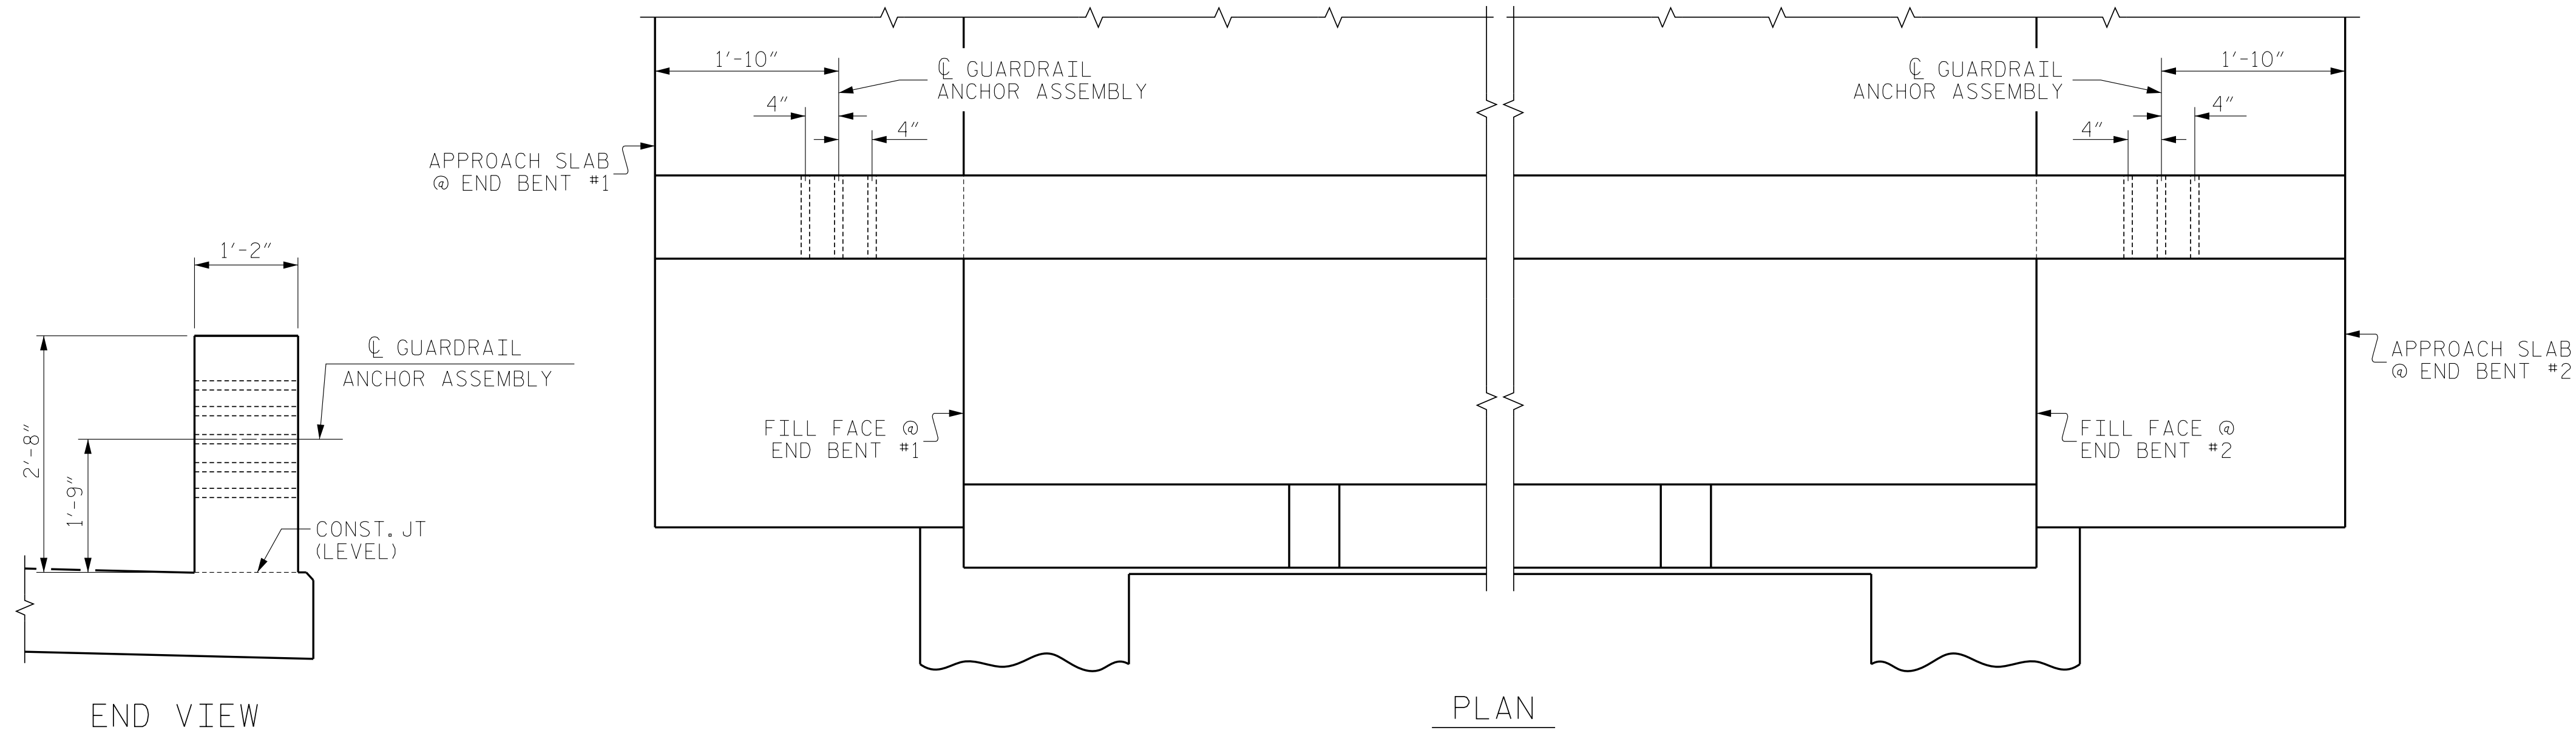 1'-2"
℄ GUARDRAIL
ANCHOR ASSEMBLY
2'-8"
1'-9"
CONST. JT
(LEVEL)
END VIEW
1'-10"
℄ GUARDRAIL
ANCHOR ASSEMBLY
4"
4"
APPROACH SLAB
@ END BENT #1
FILL FACE @
END BENT #1
℄ GUARDRAIL
ANCHOR ASSEMBLY
1'-10"
4"
4"
APPROACH SLAB
@ END BENT #2
FILL FACE @
END BENT #2
PLAN